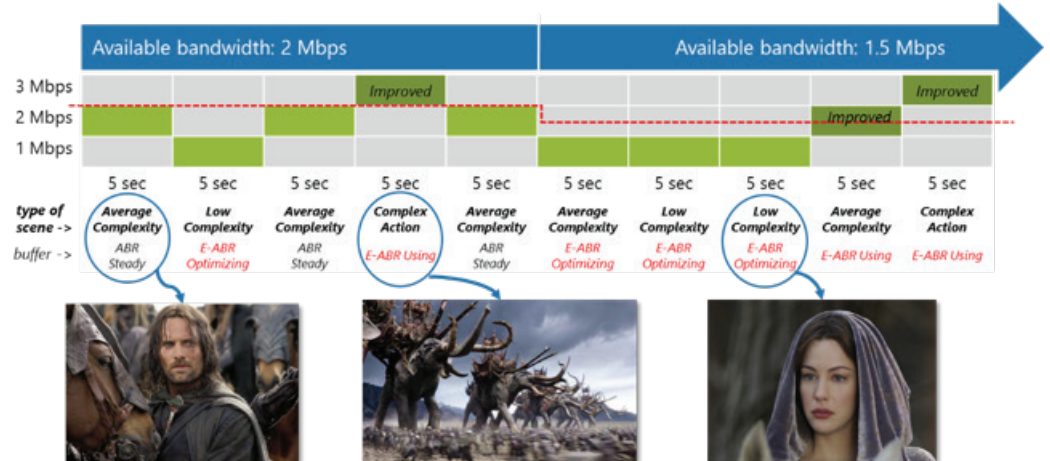 Available bandwidth: 2 Mbps Available bandwidth: 1.5 Mbps
3 Mbps Improved Improved
2 Mbps Improved
1 Mbps
5 sec 5 sec 5 sec 5 sec 5 sec 5 sec 5 sec 5 sec 5 sec 5 sec
type of Average Low Average Complex Average Average Low Low Average Complex
scene -> Complexity Complexity Complexity Action Complexity Complexity Complexity Complexity Complexity Action
buffer -> ABR E-ABR ABR E-ABR Using ABR E-ABR E-ABR E-ABR E-ABR Using E-ABR Using
Steady Optimizing Steady Steady Optimizing Optimizing Optimizing